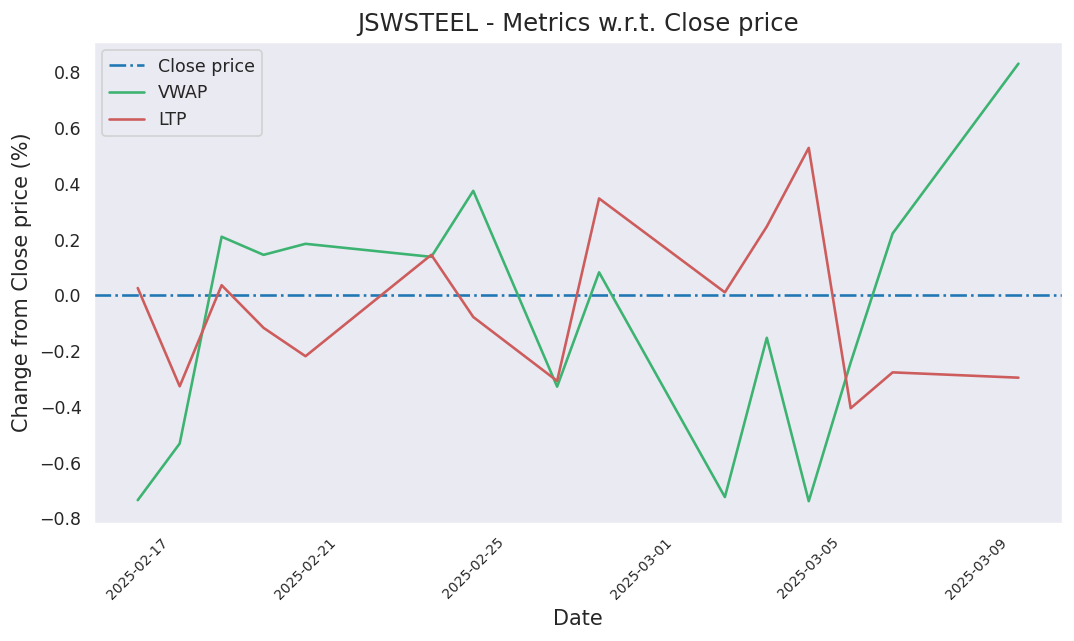 JSWSTEEL - Metrics w.r.t. Close price
Close price
VWAP
LTP
Change from Close price (%)
0.8
0.6
0.4
0.2
0.0
−0.2
−0.4
−0.6
−0.8
2025-02-17
2025-02-21
2025-02-25
2025-03-01
2025-03-05
2025-03-09
Date